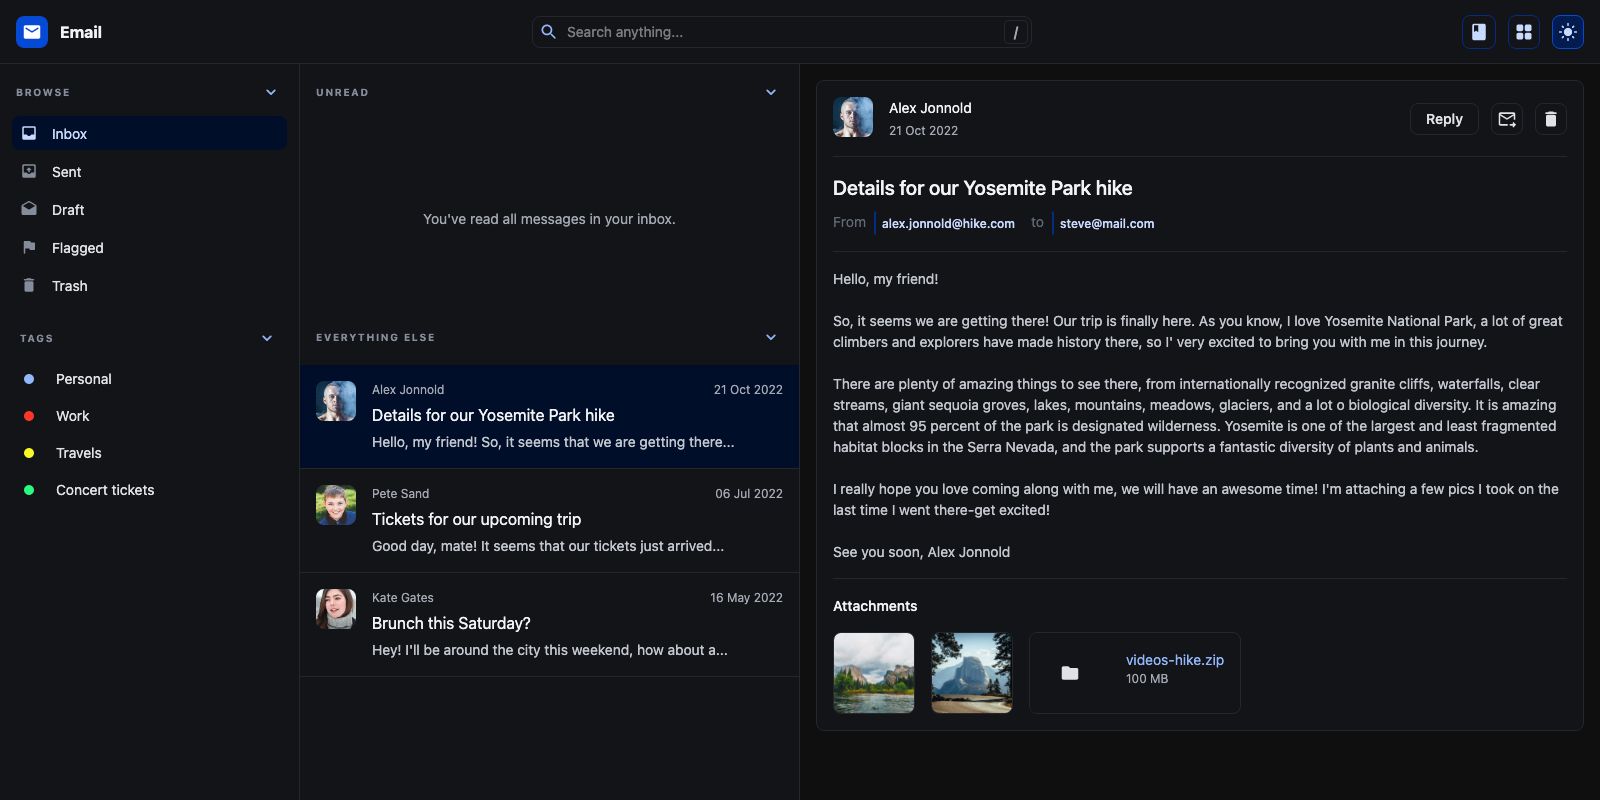 Email
Search anything...
/
BROWSE
Inbox
Sent
Draft
Flagged
Trash
TAGS
Personal
Work
Travels
Concert tickets
UNREAD
You've read all messages in your inbox.
EVERYTHING ELSE
Alex Jonnold
21 Oct 2022
Details for our Yosemite Park hike
Hello, my friend! So, it seems that we are getting there...
Pete Sand
06 Jul 2022
Tickets for our upcoming trip
Good day, mate! It seems that our tickets just arrived...
Kate Gates
16 May 2022
Brunch this Saturday?
Hey! I'll be around the city this weekend, how about a...
Alex Jonnold
21 Oct 2022
Reply
Details for our Yosemite Park hike
From alex.jonnold@hike.com to steve@mail.com
Hello, my friend!
So, it seems we are getting there! Our trip is finally here. As you know, I love Yosemite National Park, a lot of great
climbers and explorers have made history there, so I' very excited to bring you with me in this journey.
There are plenty of amazing things to see there, from internationally recognized granite cliffs, waterfalls, clear
streams, giant sequoia groves, lakes, mountains, meadows, glaciers, and a lot o biological diversity. It is amazing
that almost 95 percent of the park is designated wilderness. Yosemite is one of the largest and least fragmented
habitat blocks in the Serra Nevada, and the park supports a fantastic diversity of plants and animals.
I really hope you love coming along with me, we will have an awesome time! I'm attaching a few pics I took on the
last time I went there-get excited!
See you soon, Alex Jonnold
Attachments
videos-hike.zip
100 MB